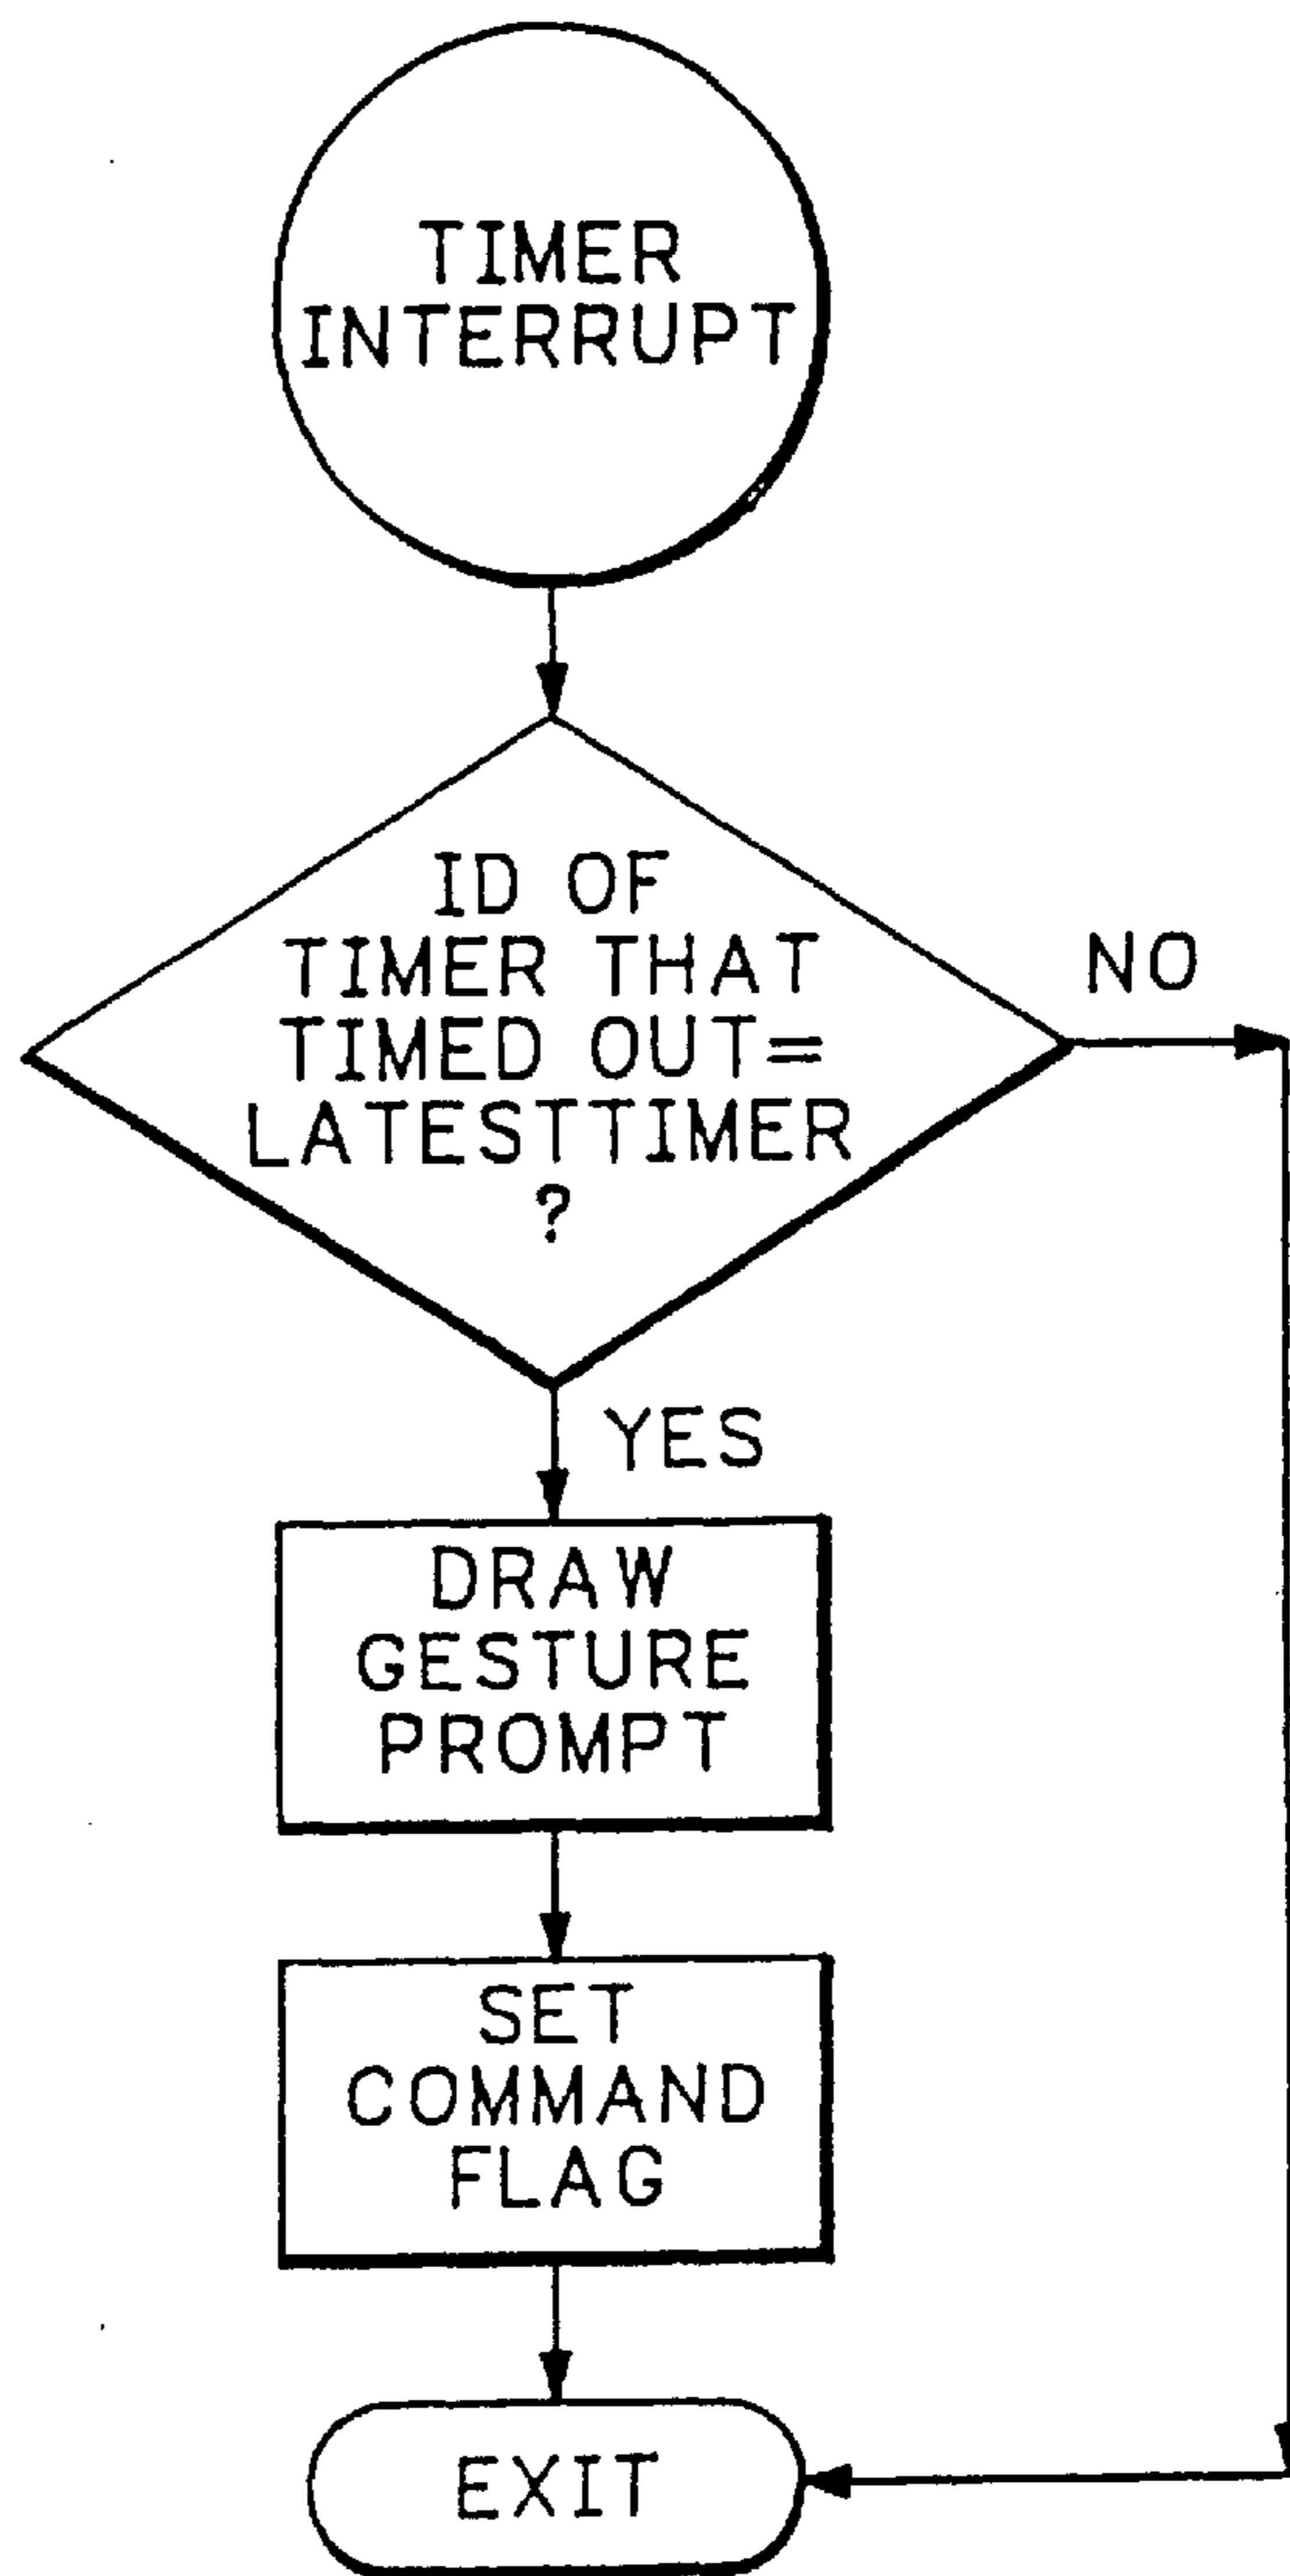 TIMER
INTERRUPT
ID OF
TIMER THAT
TIMED OUT=
LATESTTIMER
?
NO
YES
DRAW
GESTURE
PROMPT
SET
COMMAND
FLAG
EXIT